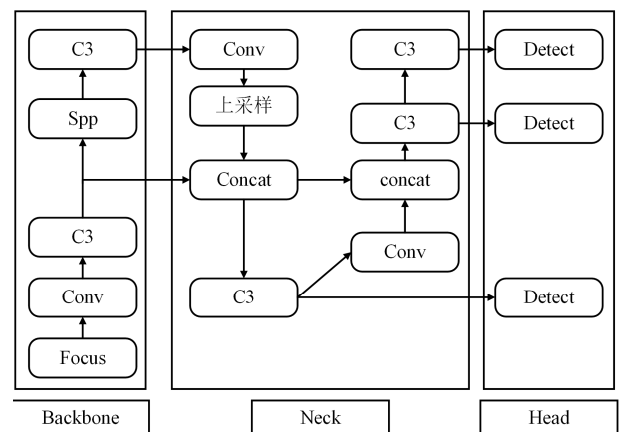 C3
Spp
C3
Conv
Focus
Conv
上采样
Concat
C3
C3
C3
concat
Conv
Detect
Detect
Detect
Backbone
Neck
Head